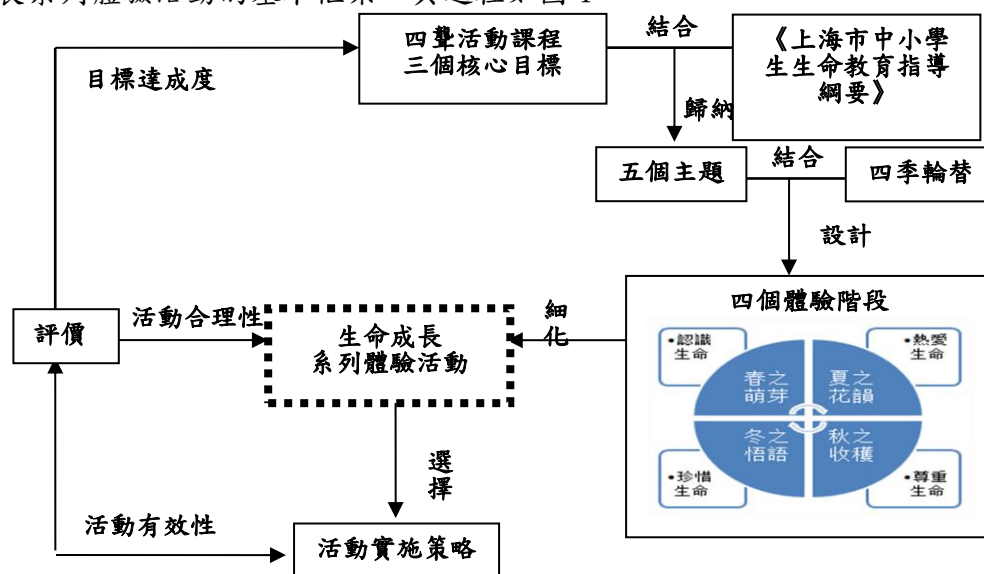 長系列體驗活動的基本框架，其過程如圖 1
四聾活動課程
三個核心目標
結合
《上海市中小學
生生命教育指導
綱要》
目標達成度
歸納
五個主題
結合
四季輪替
設計
四個體驗階段
•認識
生命
•熱愛
生命
春之
萌芽
夏之
花韻
冬之
悟語
秋之
收穫
•珍惜
生命
•尊重
生命
細
化
評價
活動合理性
生命成長
系列體驗活動
選
擇
活動有效性
活動實施策略